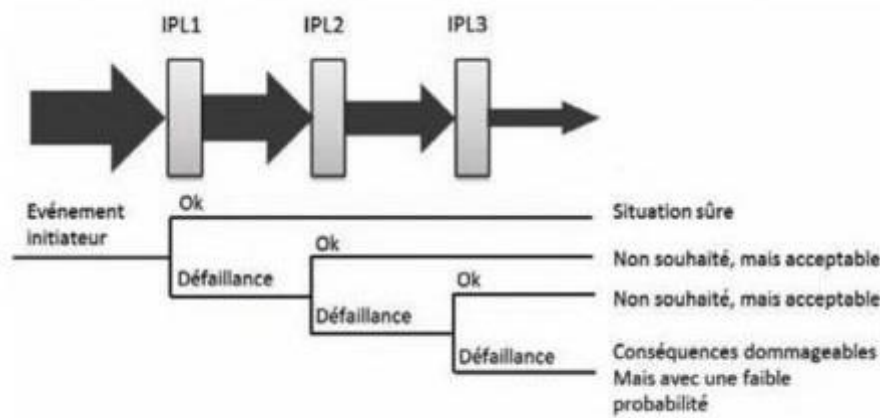 IPL1
IPL2
IPL3
Evénement
initiateur
Ok
Situation sûre
Ok
Non souhaité, mais acceptable
Défaillance
Ok
Non souhaité, mais acceptable
Défaillance
Défaillance
Conséquences dommageables
Mais avec une faible
probabilité